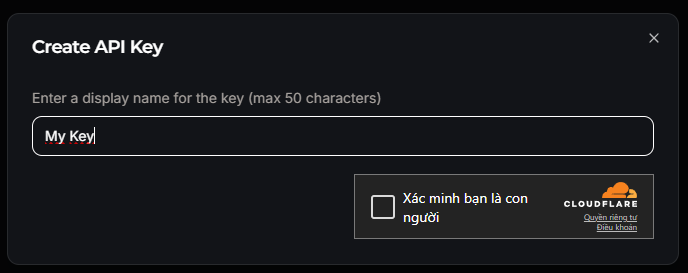 Create API Key
Enter a display name for the key (max 50 characters)
My Key
Xác minh bạn là con
người
CLOUDFLARE
Quyền riêng tư
Điều khoản